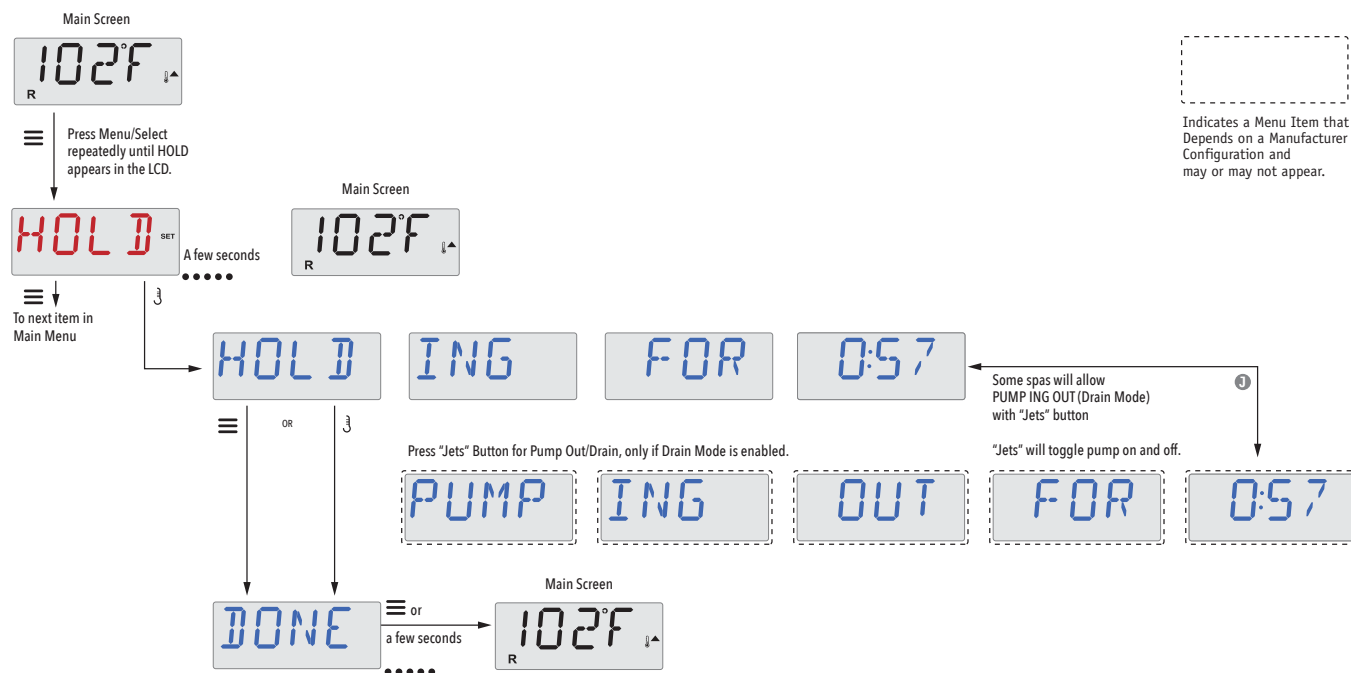 Main Screen
102°F
R
Press Menu/Select
repeatedly until HOLD
appears in the LCD.
Indicates a Menu Item that
Depends on a Manufacturer
Configuration and
may or may not appear.
HOLD SET
A few seconds
Main Screen
102°F
R
To next item in
Main Menu
HOLD
ING
FOR
0:57
Some spas will allow
PUMP ING OUT (Drain Mode)
with "Jets" button
J
OR
Press "Jets" Button for Pump Out/Drain, only if Drain Mode is enabled.
"Jets" will toggle pump on and off.
PUMP
ING
OUT
FOR
0:57
DONE
or
a few seconds
Main Screen
102°F
R